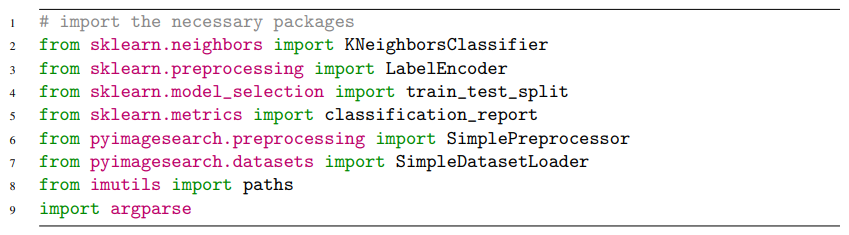 1 # import the necessary packages
2 from sklearn.neighbors import KNeighborsClassifier
3 from sklearn.preprocessing import LabelEncoder
4 from sklearn.model_selection import train_test_split
5 from sklearn.metrics import classification_report
6 from pyimagesearch.preprocessing import SimplePreprocessor
7 from pyimagesearch.datasets import SimpleDatasetLoader
8 from imutils import paths
9 import argparse